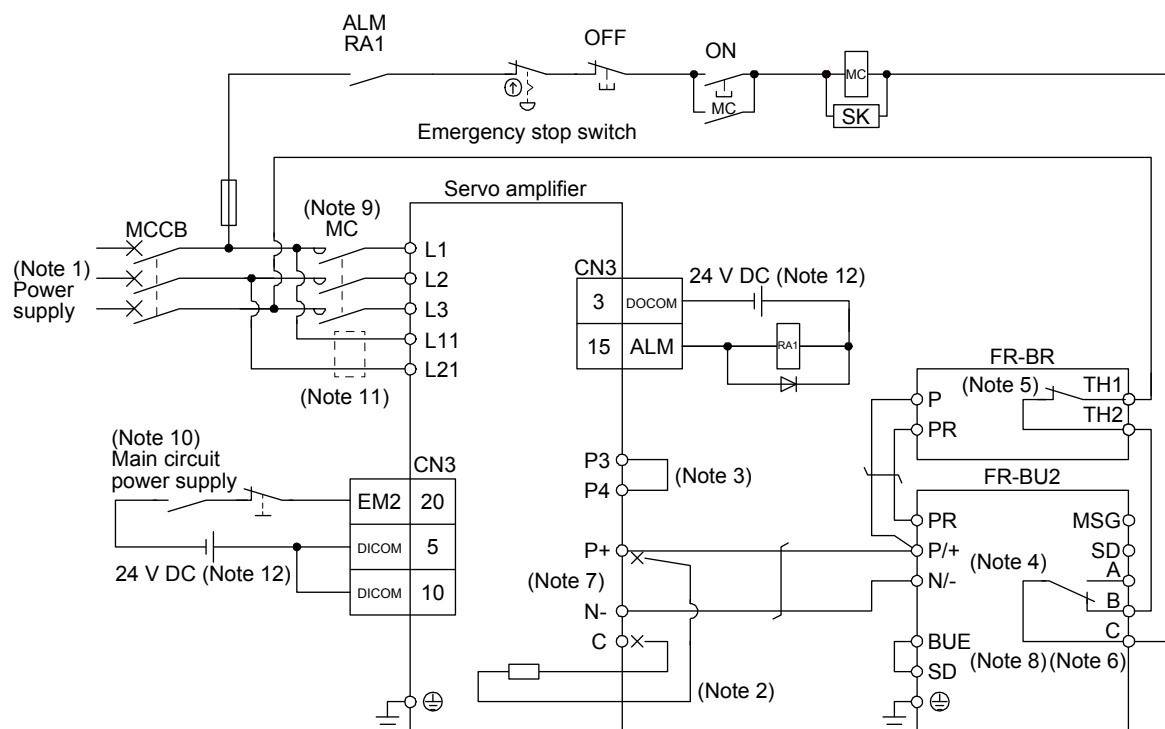 ALM
RA1
OFF
ON
MC
MC
SK
Emergency stop switch
Servo amplifier
(Note 9)
MC
MCCB
(Note 1)
Power
supply
L1
L2
L3
L11
L21
(Note 11)
CN3
3 DOCOM
15 ALM
24 V DC (Note 12)
RA1
FR-BR
(Note 5)
P
PR
TH1
TH2
(Note 10)
Main circuit
power supply
CN3
EM2 20
DICOM 5
DICOM 10
24 V DC (Note 12)
P3
P4
(Note 3)
P+
(Note 7)
N-
C
(Note 2)
FR-BU2
PR
P/+
N/-
BUE
SD
MSG
SD
A
B
C
(Note 4)
(Note 8) (Note 6)